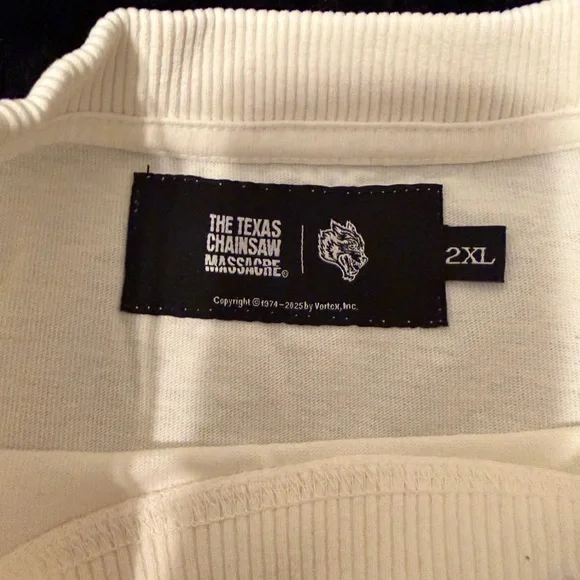 THE TEXAS
CHAINSAW
MASSACRE©
Copyright ©1974-2025 by Vortex, Inc.
2XL